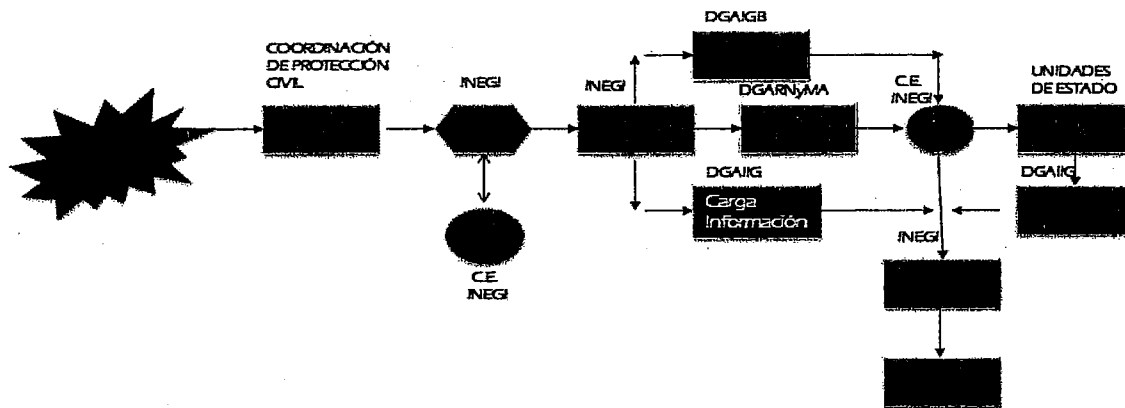 DGAIGB
COORDINACIÓN
DE PROTECCIÓN
CIVIL
INEGI
INEGI
DGARNyMA
C.E.
INEGI
UNIDADES
DE ESTADO
DGAIIG
Carga
Información
DGAIIG
INEGI
C.E.
INEGI